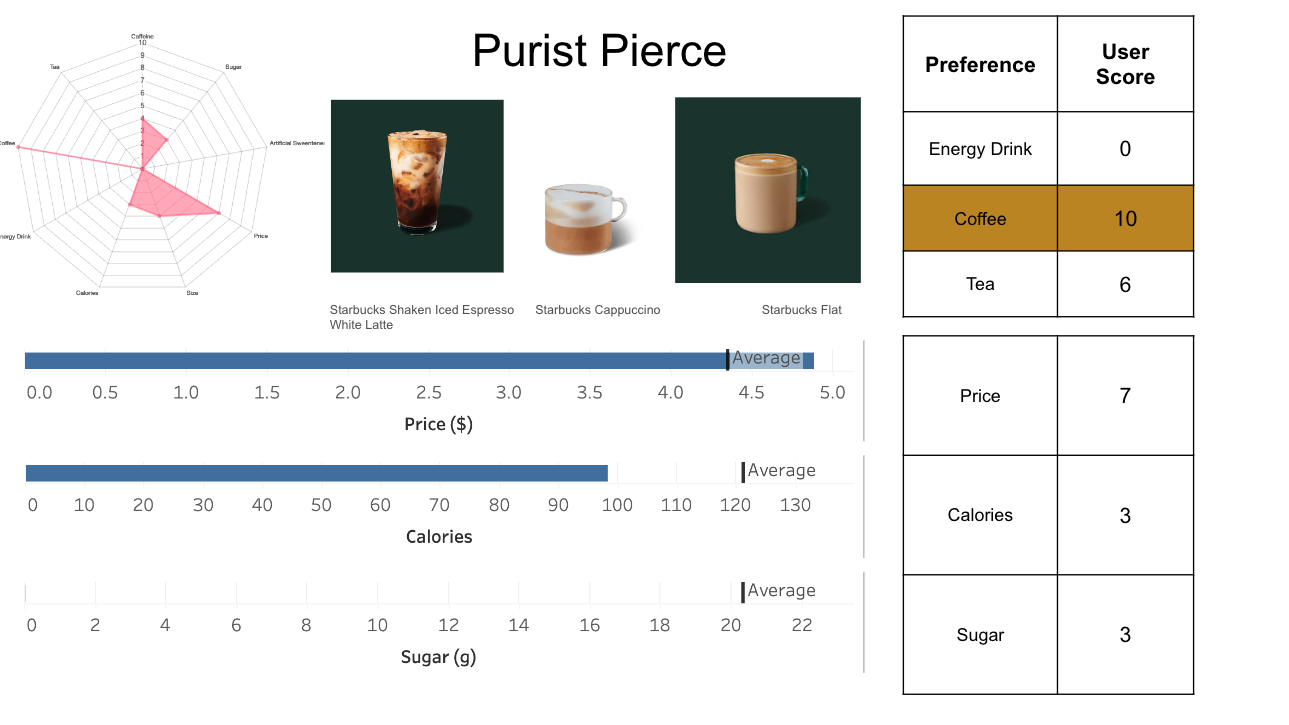 Purist Pierce
Caffeine
10
9
8
7
6
5
4
3
2
1
Sugar
Artificial Sweetener
Price
Size
Calories
nergy Drink
Coffee
Tea
Starbucks Shaken Iced Espresso
White Latte
Starbucks Cappuccino
Starbucks Flat
Average
0.0 0.5 1.0 1.5 2.0 2.5 3.0 3.5 4.0 4.5 5.0
Price ($)
Average
0 10 20 30 40 50 60 70 80 90 100 110 120 130
Calories
Average
0 2 4 6 8 10 12 14 16 18 20 22
Sugar (g)
Preference User
Score
Energy Drink 0
Coffee 10
Tea 6
Price 7
Calories 3
Sugar 3